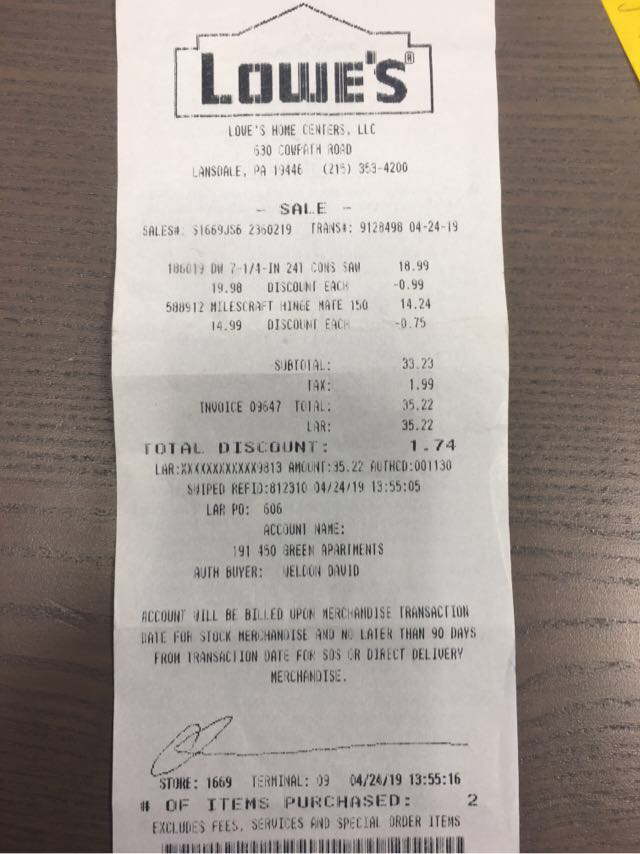 LOWE'S®
LOWE'S HOME CENTERS, LLC
630 COWPATH ROAD
LANSDALE, PA 19446 (215) 353-4200
- SALE -
SALES#: S1669JS6 2360219 TRANS#: 9128498 04-24-19
186019 DW 7-1/4-IN 24T CONS SAW 18.99
19.98 DISCOUNT EACH -0.99
588912 MILESCRAFT HINGE MATE 150 14.24
14.99 DISCOUNT EACH -0.75
SUBTOTAL: 33.23
TAX: 1.99
INVOICE 09647 TOTAL: 35.22
LAR: 35.22
TOTAL DISCOUNT: 1.74
LAR:XXXXXXXXXXXX9813 AMOUNT:35.22 AUTHCD:001130
SWIPED REFID:812310 04/24/19 13:55:05
LAR PO: 606
ACCOUNT NAME:
191 450 GREEN APARTMENTS
AUTH BUYER: WELDON DAVID
ACCOUNT WILL BE BILLED UPON MERCHANDISE TRANSACTION
DATE FOR STOCK MERCHANDISE AND NO LATER THAN 90 DAYS
FROM TRANSACTION DATE FOR SOS OR DIRECT DELIVERY
MERCHANDISE.
STORE: 1669 TERMINAL: 09 04/24/19 13:55:16
# OF ITEMS PURCHASED: 2
EXCLUDES FEES, SERVICES AND SPECIAL ORDER ITEMS